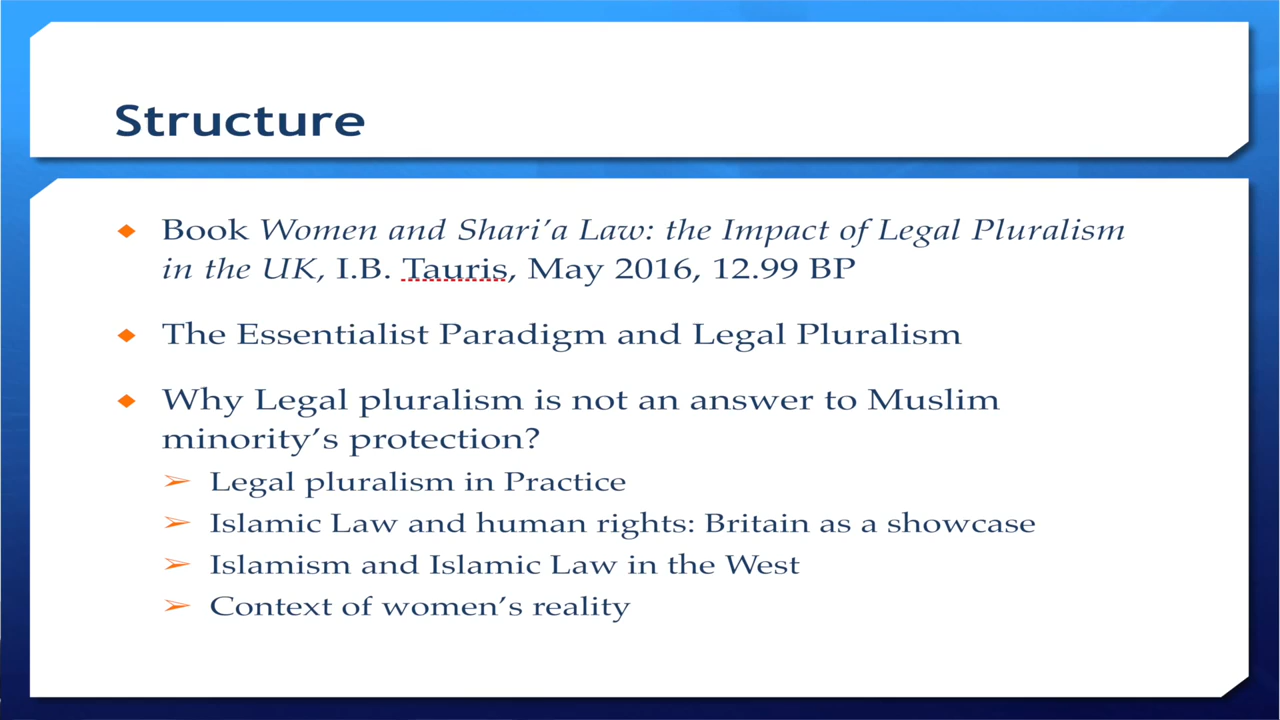 Structure
Book Women and Shari’a Law: the Impact of Legal Pluralism
in the UK, I.B. Tauris, May 2016, 12.99 BP
The Essentialist Paradigm and Legal Pluralism
Why Legal pluralism is not an answer to Muslim
minority’s protection?
Legal pluralism in Practice
Islamic Law and human rights: Britain as a showcase
Islamism and Islamic Law in the West
Context of women’s reality